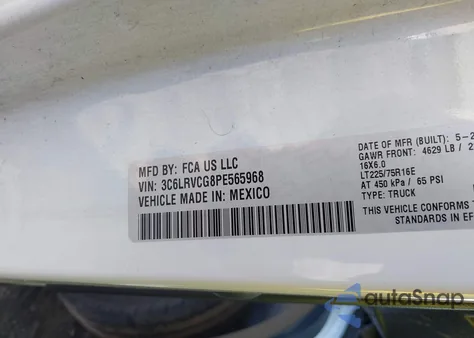 MFD BY: FCA US LLC
VIN: 3C6LRVCG8PE565968
VEHICLE MADE IN: MEXICO
DATE OF MFR (BUILT): 5-2
GAWR FRONT: 4629 LB / 2
16X6.0
LT225/75R16E
AT 450 kPa / 65 PSI
TYPE: TRUCK
THIS VEHICLE CONFORMS
STANDARDS IN EF
autoSnap